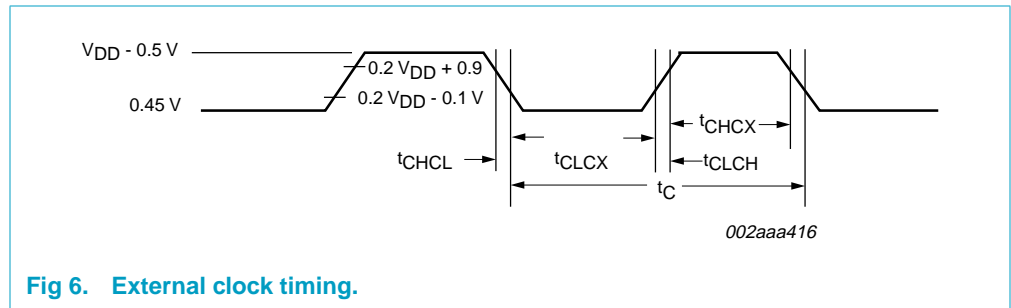 VDD - 0.5 V
0.2 VDD + 0.9
0.2 VDD - 0.1 V
0.45 V
tCHCX
tCHCL
tCLCX
tCLCH
tC
002aaa416
Fig 6. External clock timing.